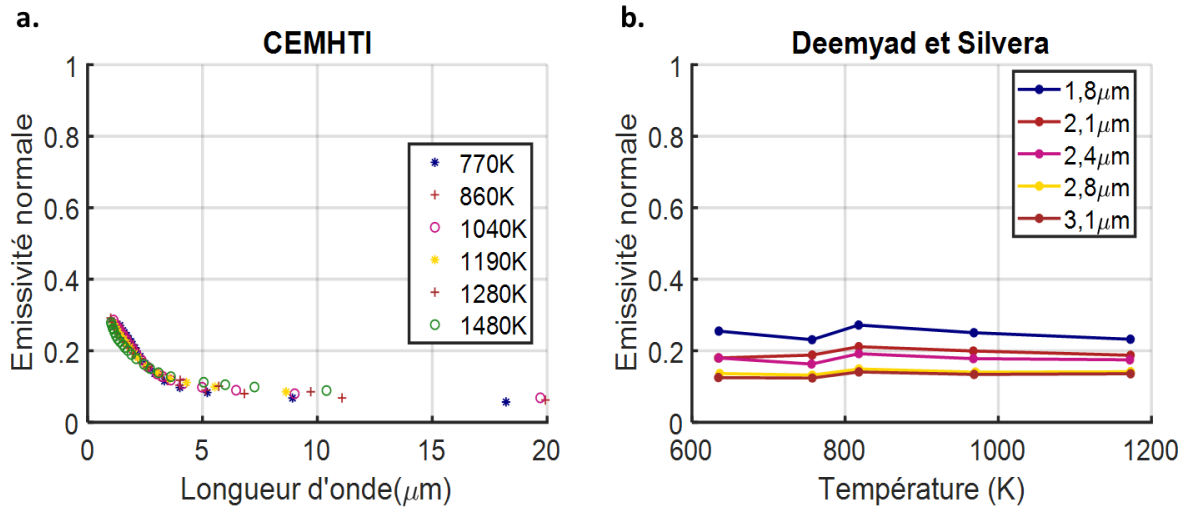 a.
CEMHTI
1
0.8
0.6
0.4
0.2
0
0
5
10
15
20
Emissivité normale
Longueur d'onde(μm)
770K
860K
1040K
1190K
1280K
1480K
b.
Deemyad et Silvera
1
0.8
0.6
0.4
0.2
0
600
800
1000
1200
Emissivité normale
Température (K)
1,8μm
2,1μm
2,4μm
2,8μm
3,1μm